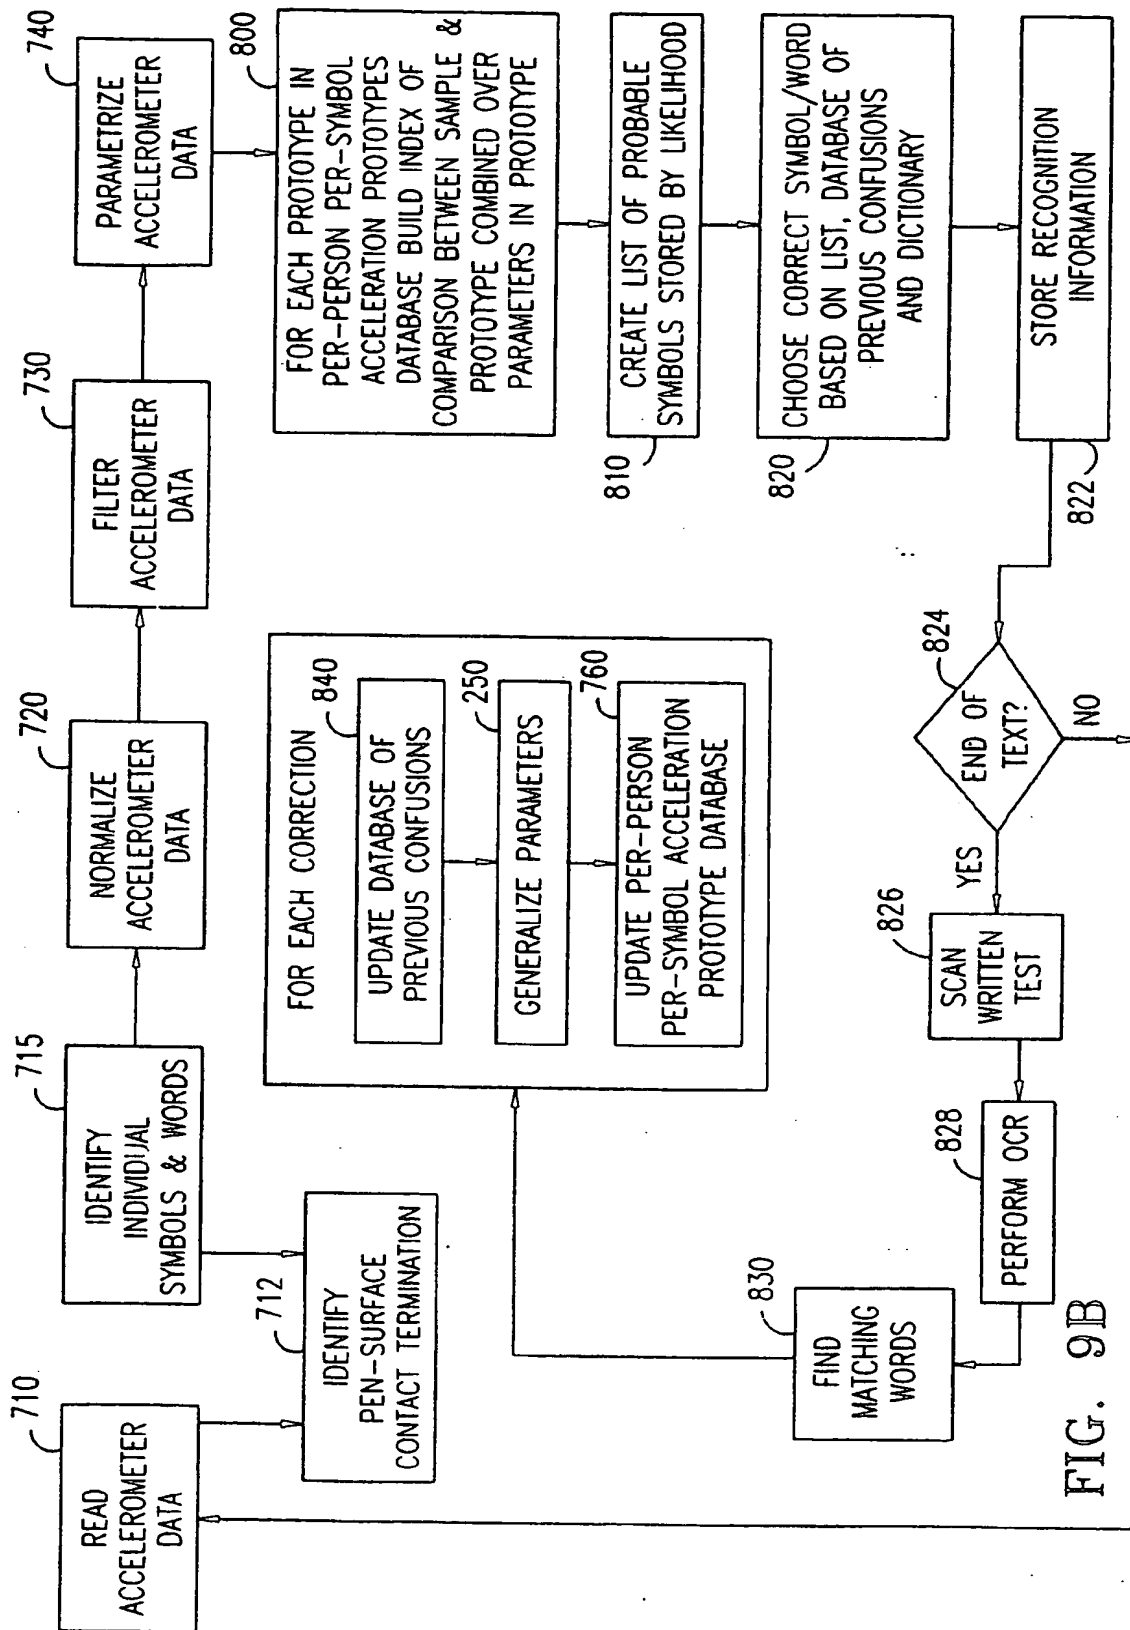 710
READ
ACCELEROMETER
DATA
712
IDENTIFY
PEN-SURFACE
CONTACT TERMINATION
715
IDENTIFY
INDIVIDUAL
SYMBOLS & WORDS
720
NORMALIZE
ACCELEROMETER
DATA
730
FILTER
ACCELEROMETER
DATA
740
PARAMETRIZE
ACCELEROMETER
DATA
800
FOR EACH PROTOTYPE IN
PER-PERSON PER-SYMBOL
ACCELERATION PROTOTYPES
DATABASE BUILD INDEX OF
COMPARISON BETWEEN SAMPLE &
PROTOTYPE COMBINED OVER
PARAMETERS IN PROTOTYPE
810
CREATE LIST OF PROBABLE
SYMBOLS STORED BY LIKELIHOOD
820
CHOOSE CORRECT SYMBOL/WORD
BASED ON LIST, DATABASE OF
PREVIOUS CONFUSIONS
AND DICTIONARY
822
STORE RECOGNITION
INFORMATION
824
END OF
TEXT?
NO
YES
826
SCAN
WRITTEN
TEST
828
PERFORM OCR
830
FIND
MATCHING
WORDS
FOR EACH CORRECTION
840
UPDATE DATABASE OF
PREVIOUS CONFUSIONS
250
GENERALIZE PARAMETERS
760
UPDATE PER-PERSON
PER-SYMBOL ACCELERATION
PROTOTYPE DATABASE
FIG. 9B